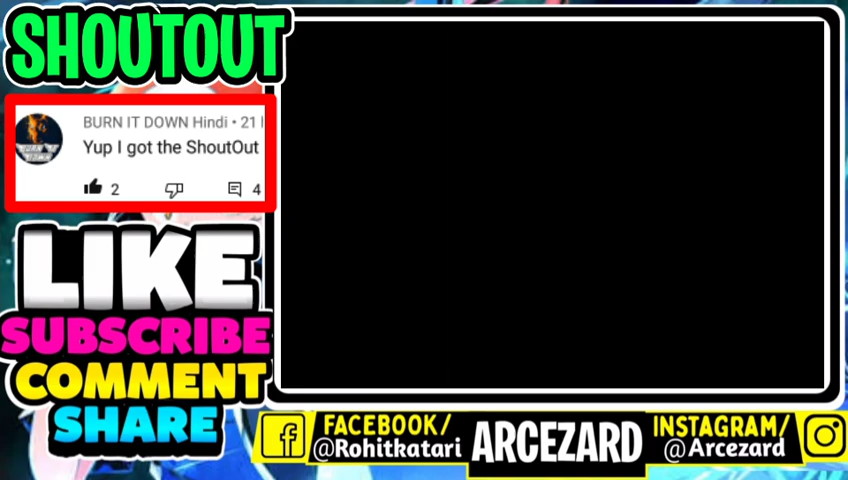 SHOUTOUT
BURN IT DOWN Hindi • 21
Yup I got the ShoutOut
2
4
LIKE
SUBSCRIBE
COMMENT
SHARE
FACEBOOK/
@Rohitkatari
ARCEZARD
INSTAGRAM/
@Arcezard